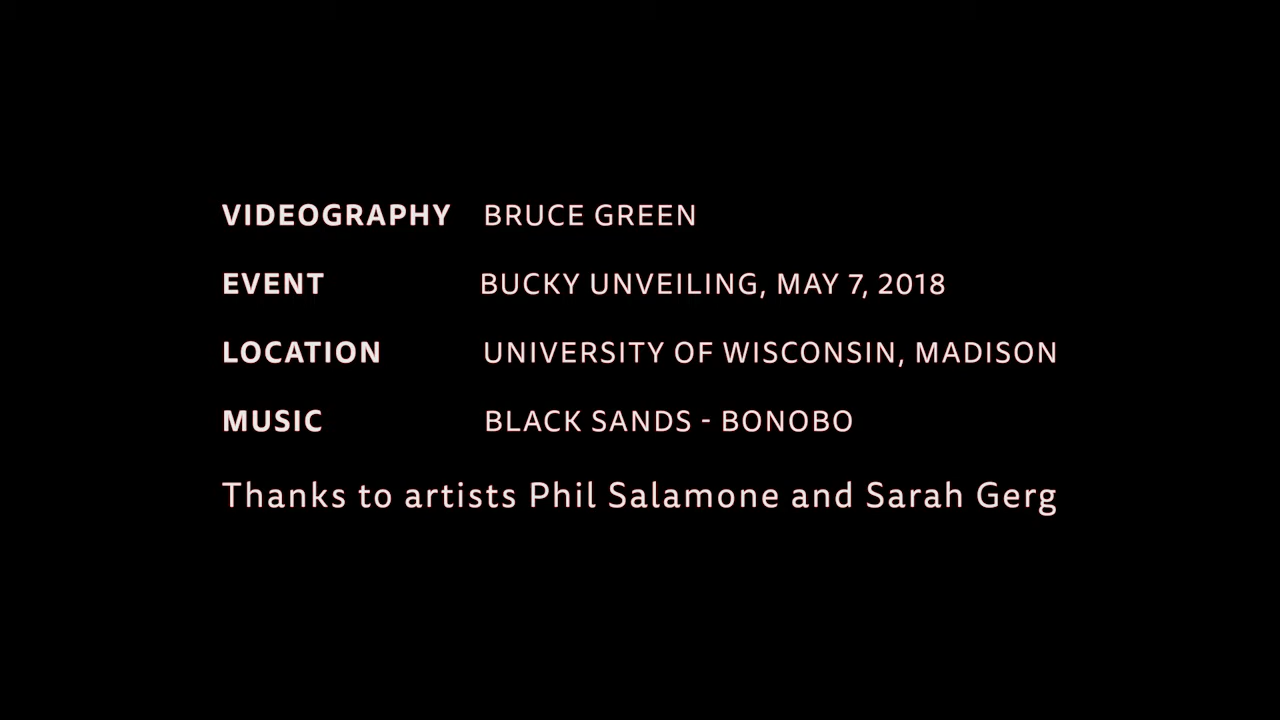 VIDEOGRAPHY BRUCE GREEN
EVENT BUCKY UNVEILING, MAY 7, 2018
LOCATION UNIVERSITY OF WISCONSIN, MADISON
MUSIC BLACK SANDS - BONOBO
Thanks to artists Phil Salamone and Sarah Gerg